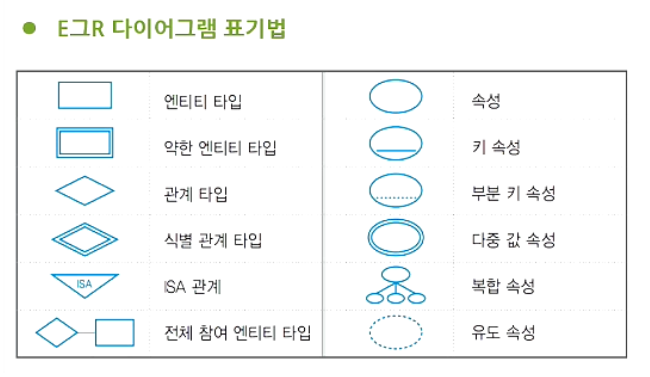 E그R 다이어그램 표기법
엔티티 타입
속성
약한 엔티티 타입
키 속성
관계 타입
부분 키 속성
식별 관계 타입
다중 값 속성
ISA
ISA 관계
복합 속성
전체 참여 엔티티 타입
유도 속성